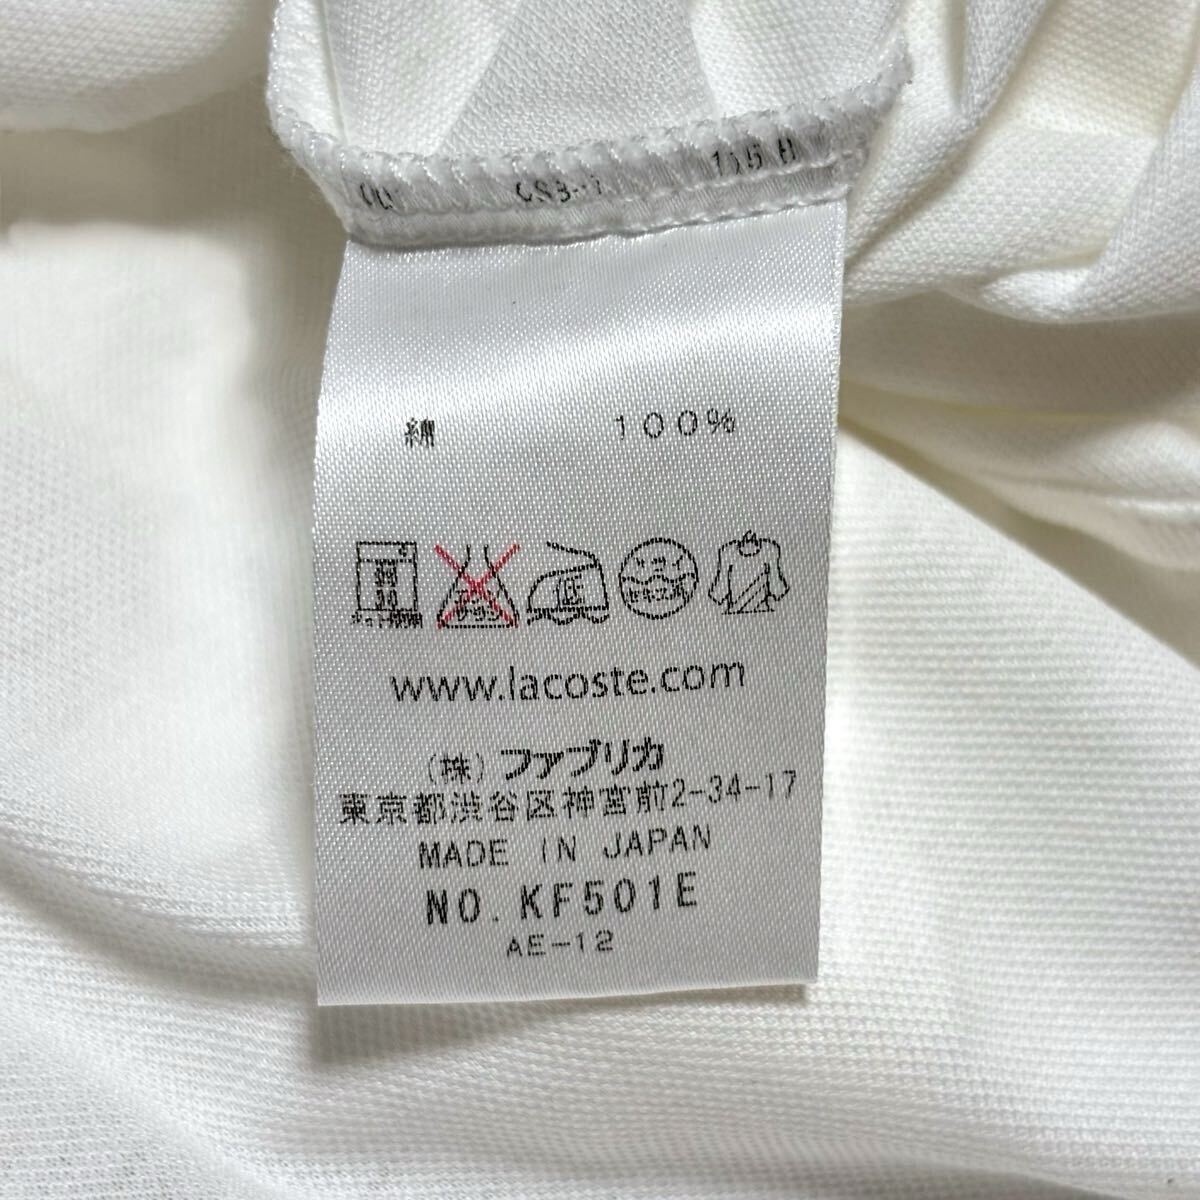 綿 100%
www.lacoste.com
(株) ファブリカ
東京都渋谷区神宮前2-34-17
MADE IN JAPAN
NO. KF501E
AE-12